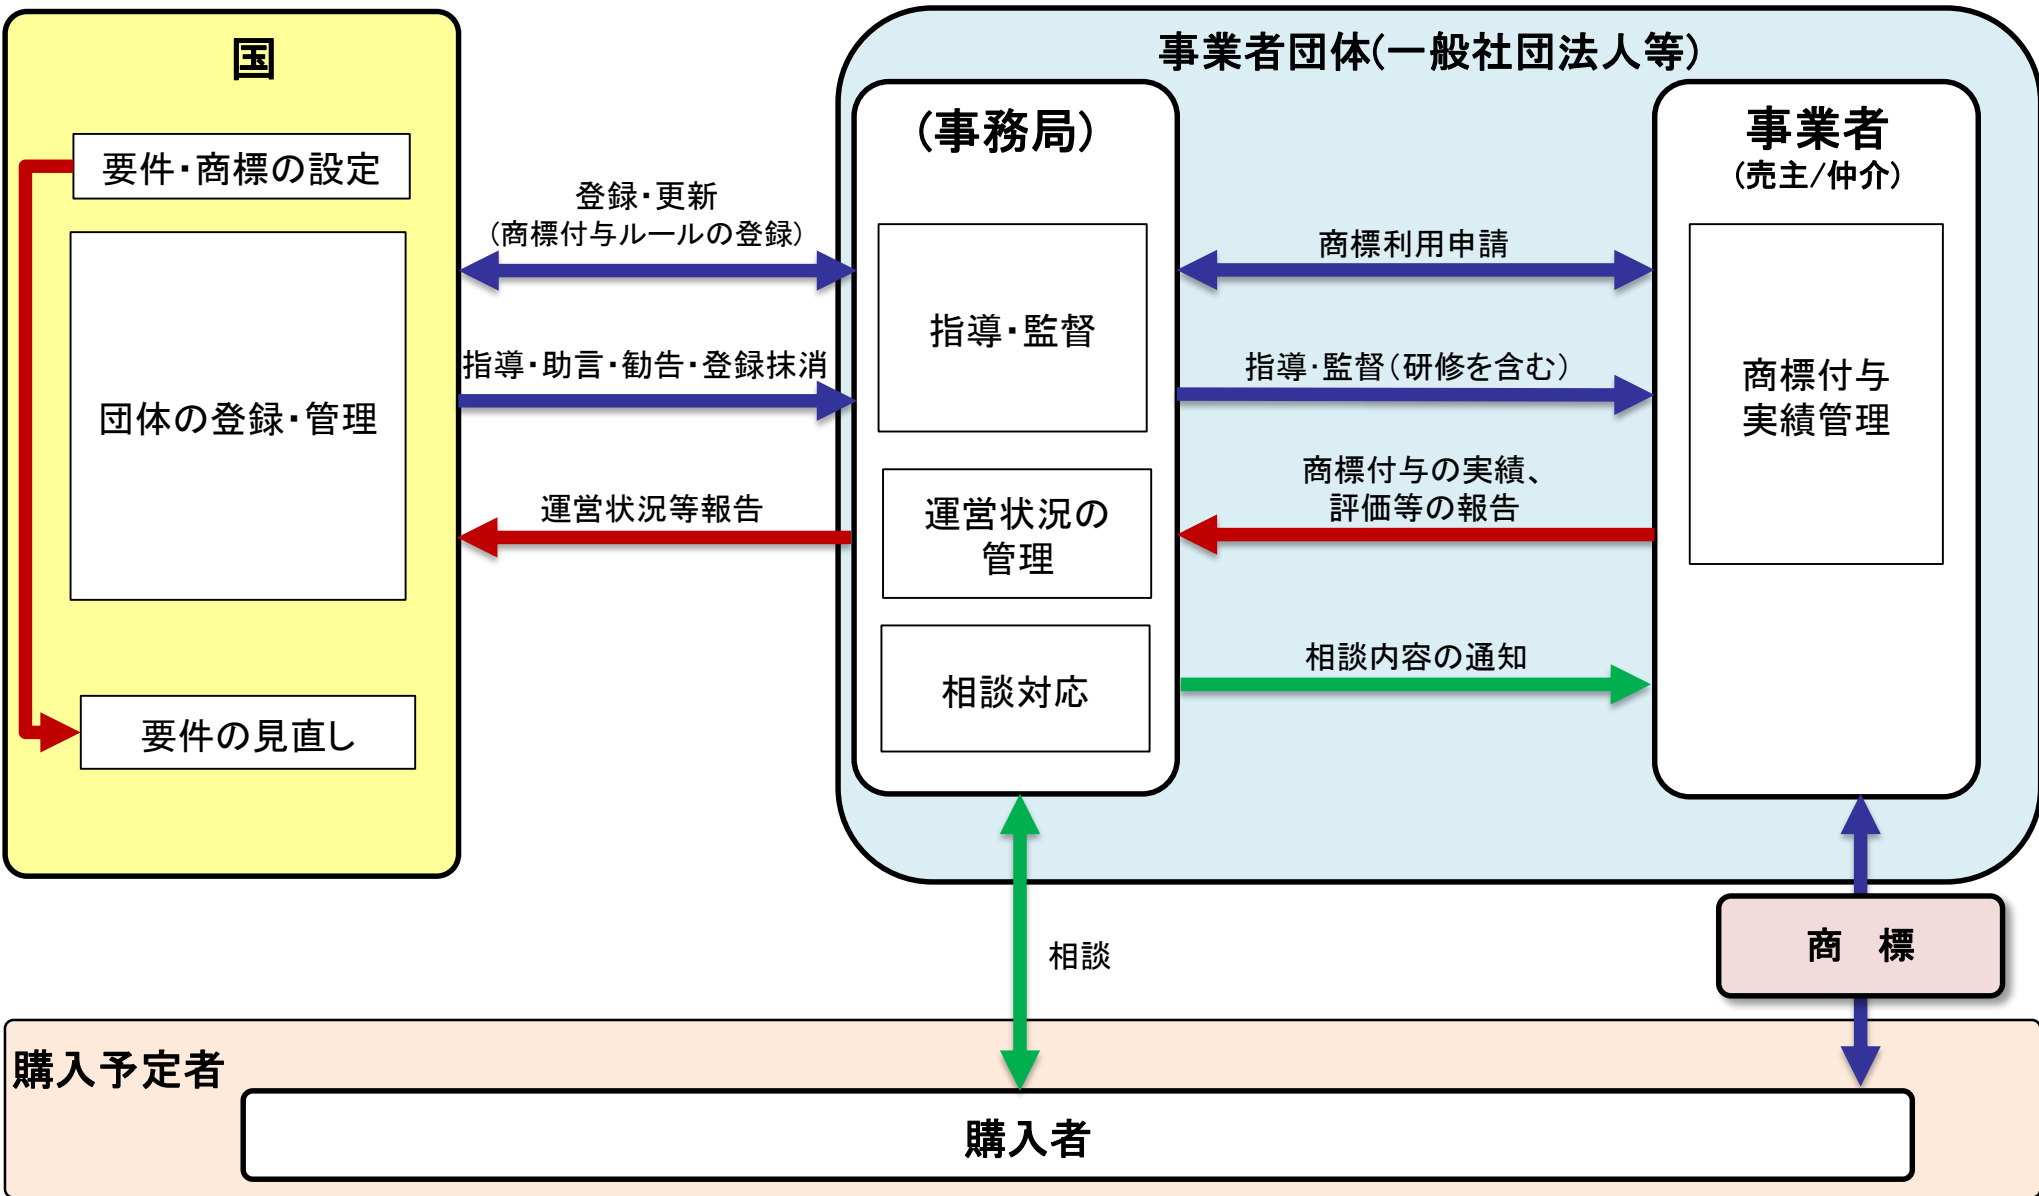 国
要件・商標の設定
団体の登録・管理
要件の見直し
登録・更新
(商標付与ルールの登録)
指導・助言・勧告・登録抹消
運営状況等報告
事業者団体(一般社団法人等)
(事務局)
指導・監督
運営状況の
管理
相談対応
商標利用申請
指導・監督(研修を含む)
商標付与の実績、
評価等の報告
相談内容の通知
事業者
(売主/仲介)
商標付与
実績管理
相談
商　標
購入予定者
購入者